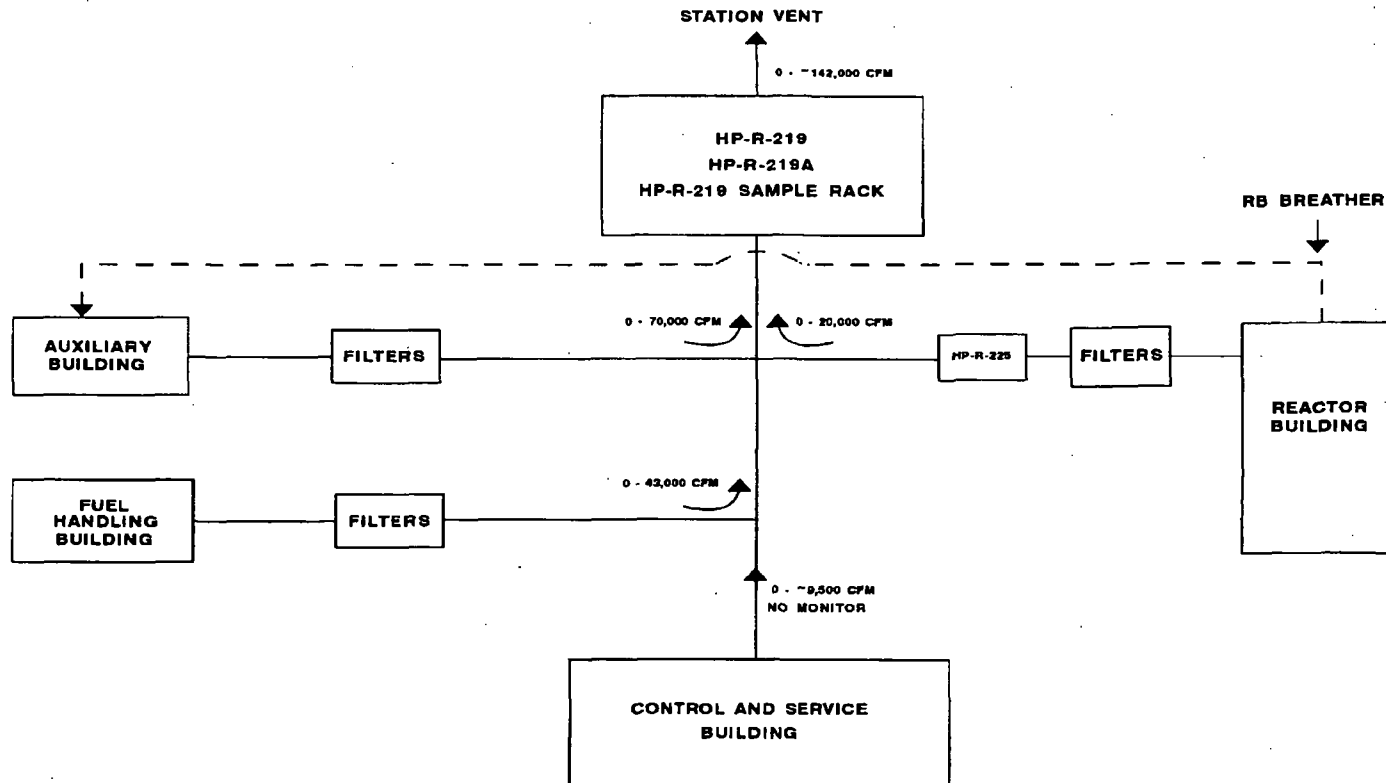 STATION VENT
0 - ~142,000 CFM
HP-R-219
HP-R-219A
HP-R-219 SAMPLE RACK
RB BREATHER
0 - 70,000 CFM
0 - 20,000 CFM
AUXILIARY
BUILDING
FILTERS
HP-R-225
FILTERS
REACTOR
BUILDING
0 - 43,000 CFM
FUEL
HANDLING
BUILDING
FILTERS
0 - ~9,500 CFM
NO MONITOR
CONTROL AND SERVICE
BUILDING